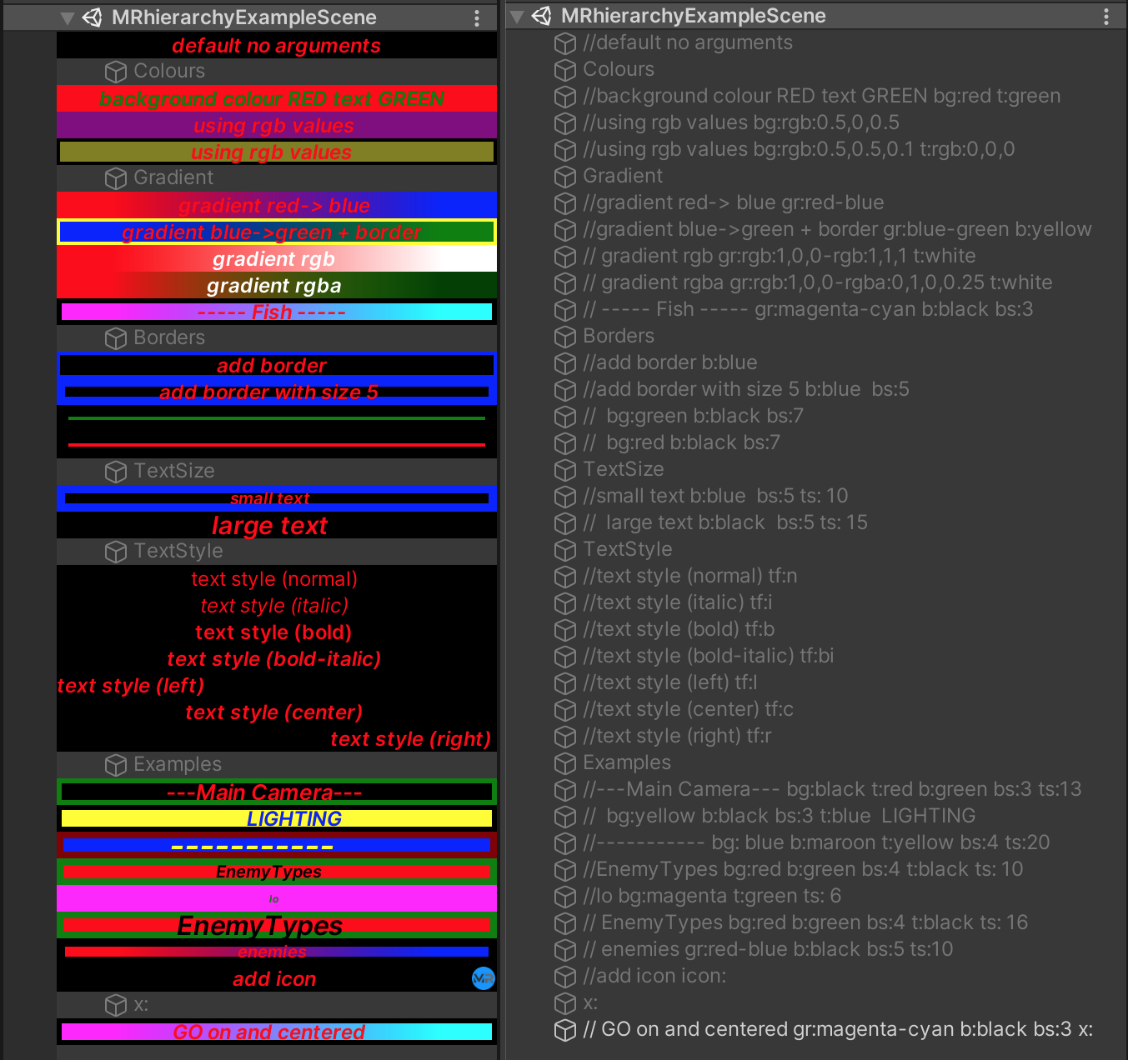 MRhierarchyExampleScene
default no arguments
Colours
background colour RED text GREEN
using rgb values
using rgb values
Gradient
gradient red-> blue
gradient blue->green + border
gradient rgb
gradient rgba
----- Fish -----
Borders
add border
add border with size 5
TextSize
small text
large text
TextStyle
text style (normal)
text style (italic)
text style (bold)
text style (bold-italic)
text style (left)
text style (center)
text style (right)
Examples
---Main Camera---
LIGHTING
-----------
EnemyTypes
lo
EnemyTypes
enemies
add icon
x:
GO on and centered
MRhierarchyExampleScene
//default no arguments
Colours
//background colour RED text GREEN bg:red t:green
//using rgb values bg:rgb:0.5,0,0.5
//using rgb values bg:rgb:0.5,0.5,0.1 t:rgb:0,0,0
Gradient
//gradient red-> blue gr:red-blue
//gradient blue->green + border gr:blue-green b:yellow
// gradient rgb gr:rgb:1,0,0-rgb:1,1,1 t:white
// gradient rgba gr:rgb:1,0,0-rgba:0,1,0,0.25 t:white
// ----- Fish ----- gr:magenta-cyan b:black bs:3
Borders
//add border b:blue
//add border with size 5 b:blue  bs:5
//  bg:green b:black bs:7
//  bg:red b:black bs:7
TextSize
//small text b:blue  bs:5 ts: 10
//  large text b:black  bs:5 ts: 15
TextStyle
//text style (normal) tf:n
//text style (italic) tf:i
//text style (bold) tf:b
//text style (bold-italic) tf:bi
//text style (left) tf:l
//text style (center) tf:c
//text style (right) tf:r
Examples
//---Main Camera--- bg:black t:red b:green bs:3 ts:13
//  bg:yellow b:black bs:3 t:blue  LIGHTING
//----------- bg: blue b:maroon t:yellow bs:4 ts:20
//EnemyTypes bg:red b:green bs:4 t:black ts: 10
//lo bg:magenta t:green ts: 6
// EnemyTypes bg:red b:green bs:4 t:black ts: 16
// enemies gr:red-blue b:black bs:5 ts:10
//add icon icon:
x:
// GO on and centered gr:magenta-cyan b:black bs:3 x: